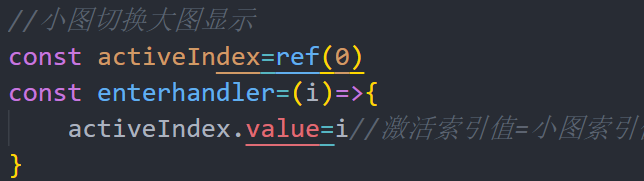 //小图切换大图显示
const activeIndex=ref(0)
const enterhandler=(i)=>{
activeIndex.value=i//激活索引值=小图索引
}